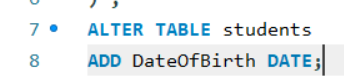 ) ;
7 ALTER TABLE students
8 ADD DateOfBirth DATE;